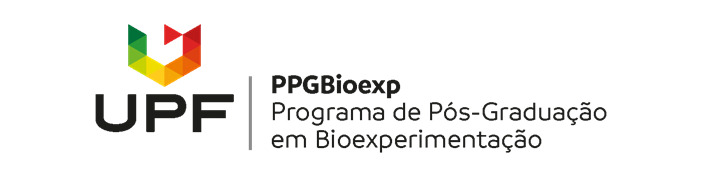 UPF
PPGBioexp
Programa de Pós-Graduação
em Bioexperimentação